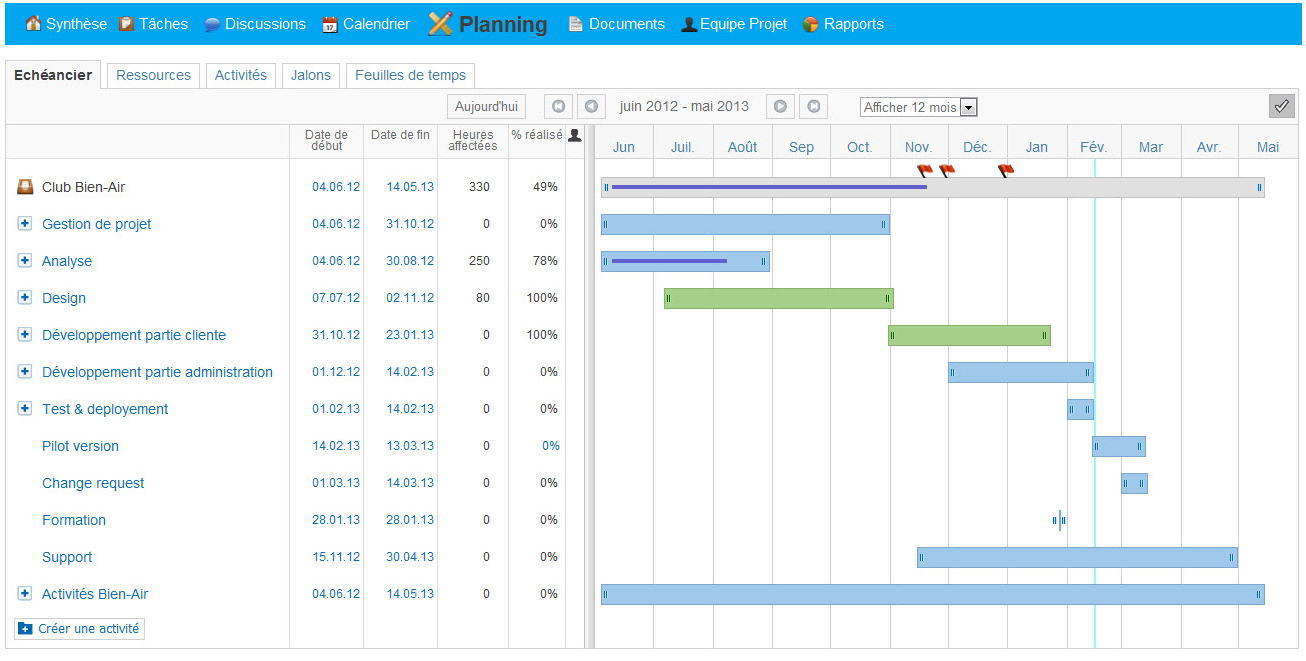 Synthèse Tâches Discussions Calendrier Planning Documents Equipe Projet Rapports
Echéancier Ressources Activités Jalons Feuilles de temps
Aujourd'hui juin 2012 - mai 2013 Afficher 12 mois
Date de début Date de fin Heures affectées % réalisé Jun Juil. Août Sep Oct. Nov. Déc. Jan Fév. Mar Avr. Mai
Club Bien-Air 04.06.12 14.05.13 330 49%
Gestion de projet 04.06.12 31.10.12 0 0%
Analyse 04.06.12 30.08.12 250 78%
Design 07.07.12 02.11.12 80 100%
Développement partie cliente 31.10.12 23.01.13 0 100%
Développement partie administration 01.12.12 14.02.13 0 0%
Test & deployement 01.02.13 14.02.13 0 0%
Pilot version 14.02.13 13.03.13 0 0%
Change request 01.03.13 14.03.13 0 0%
Formation 28.01.13 28.01.13 0 0%
Support 15.11.12 30.04.13 0 0%
Activités Bien-Air 04.06.12 14.05.13 0 0%
Créer une activité